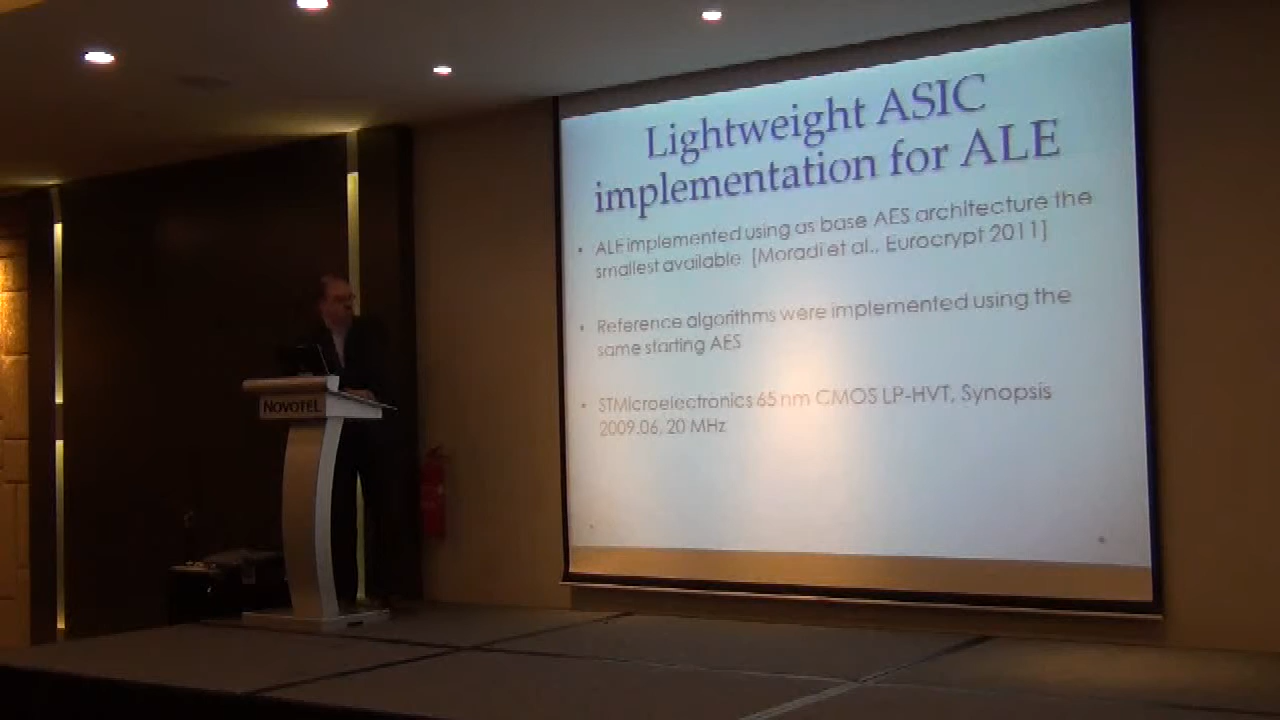 Lightweight ASIC
implementation for ALE
• ALE implemented using as base AES architecture the
smallest available [Moradi et al., Eurocrypt 2011]
• Reference algorithms were implemented using the
same starting AES
• STMicroelectronics 65 nm CMOS LP-HVT, Synopsis
2009.06, 20 MHz
NOVOTEL